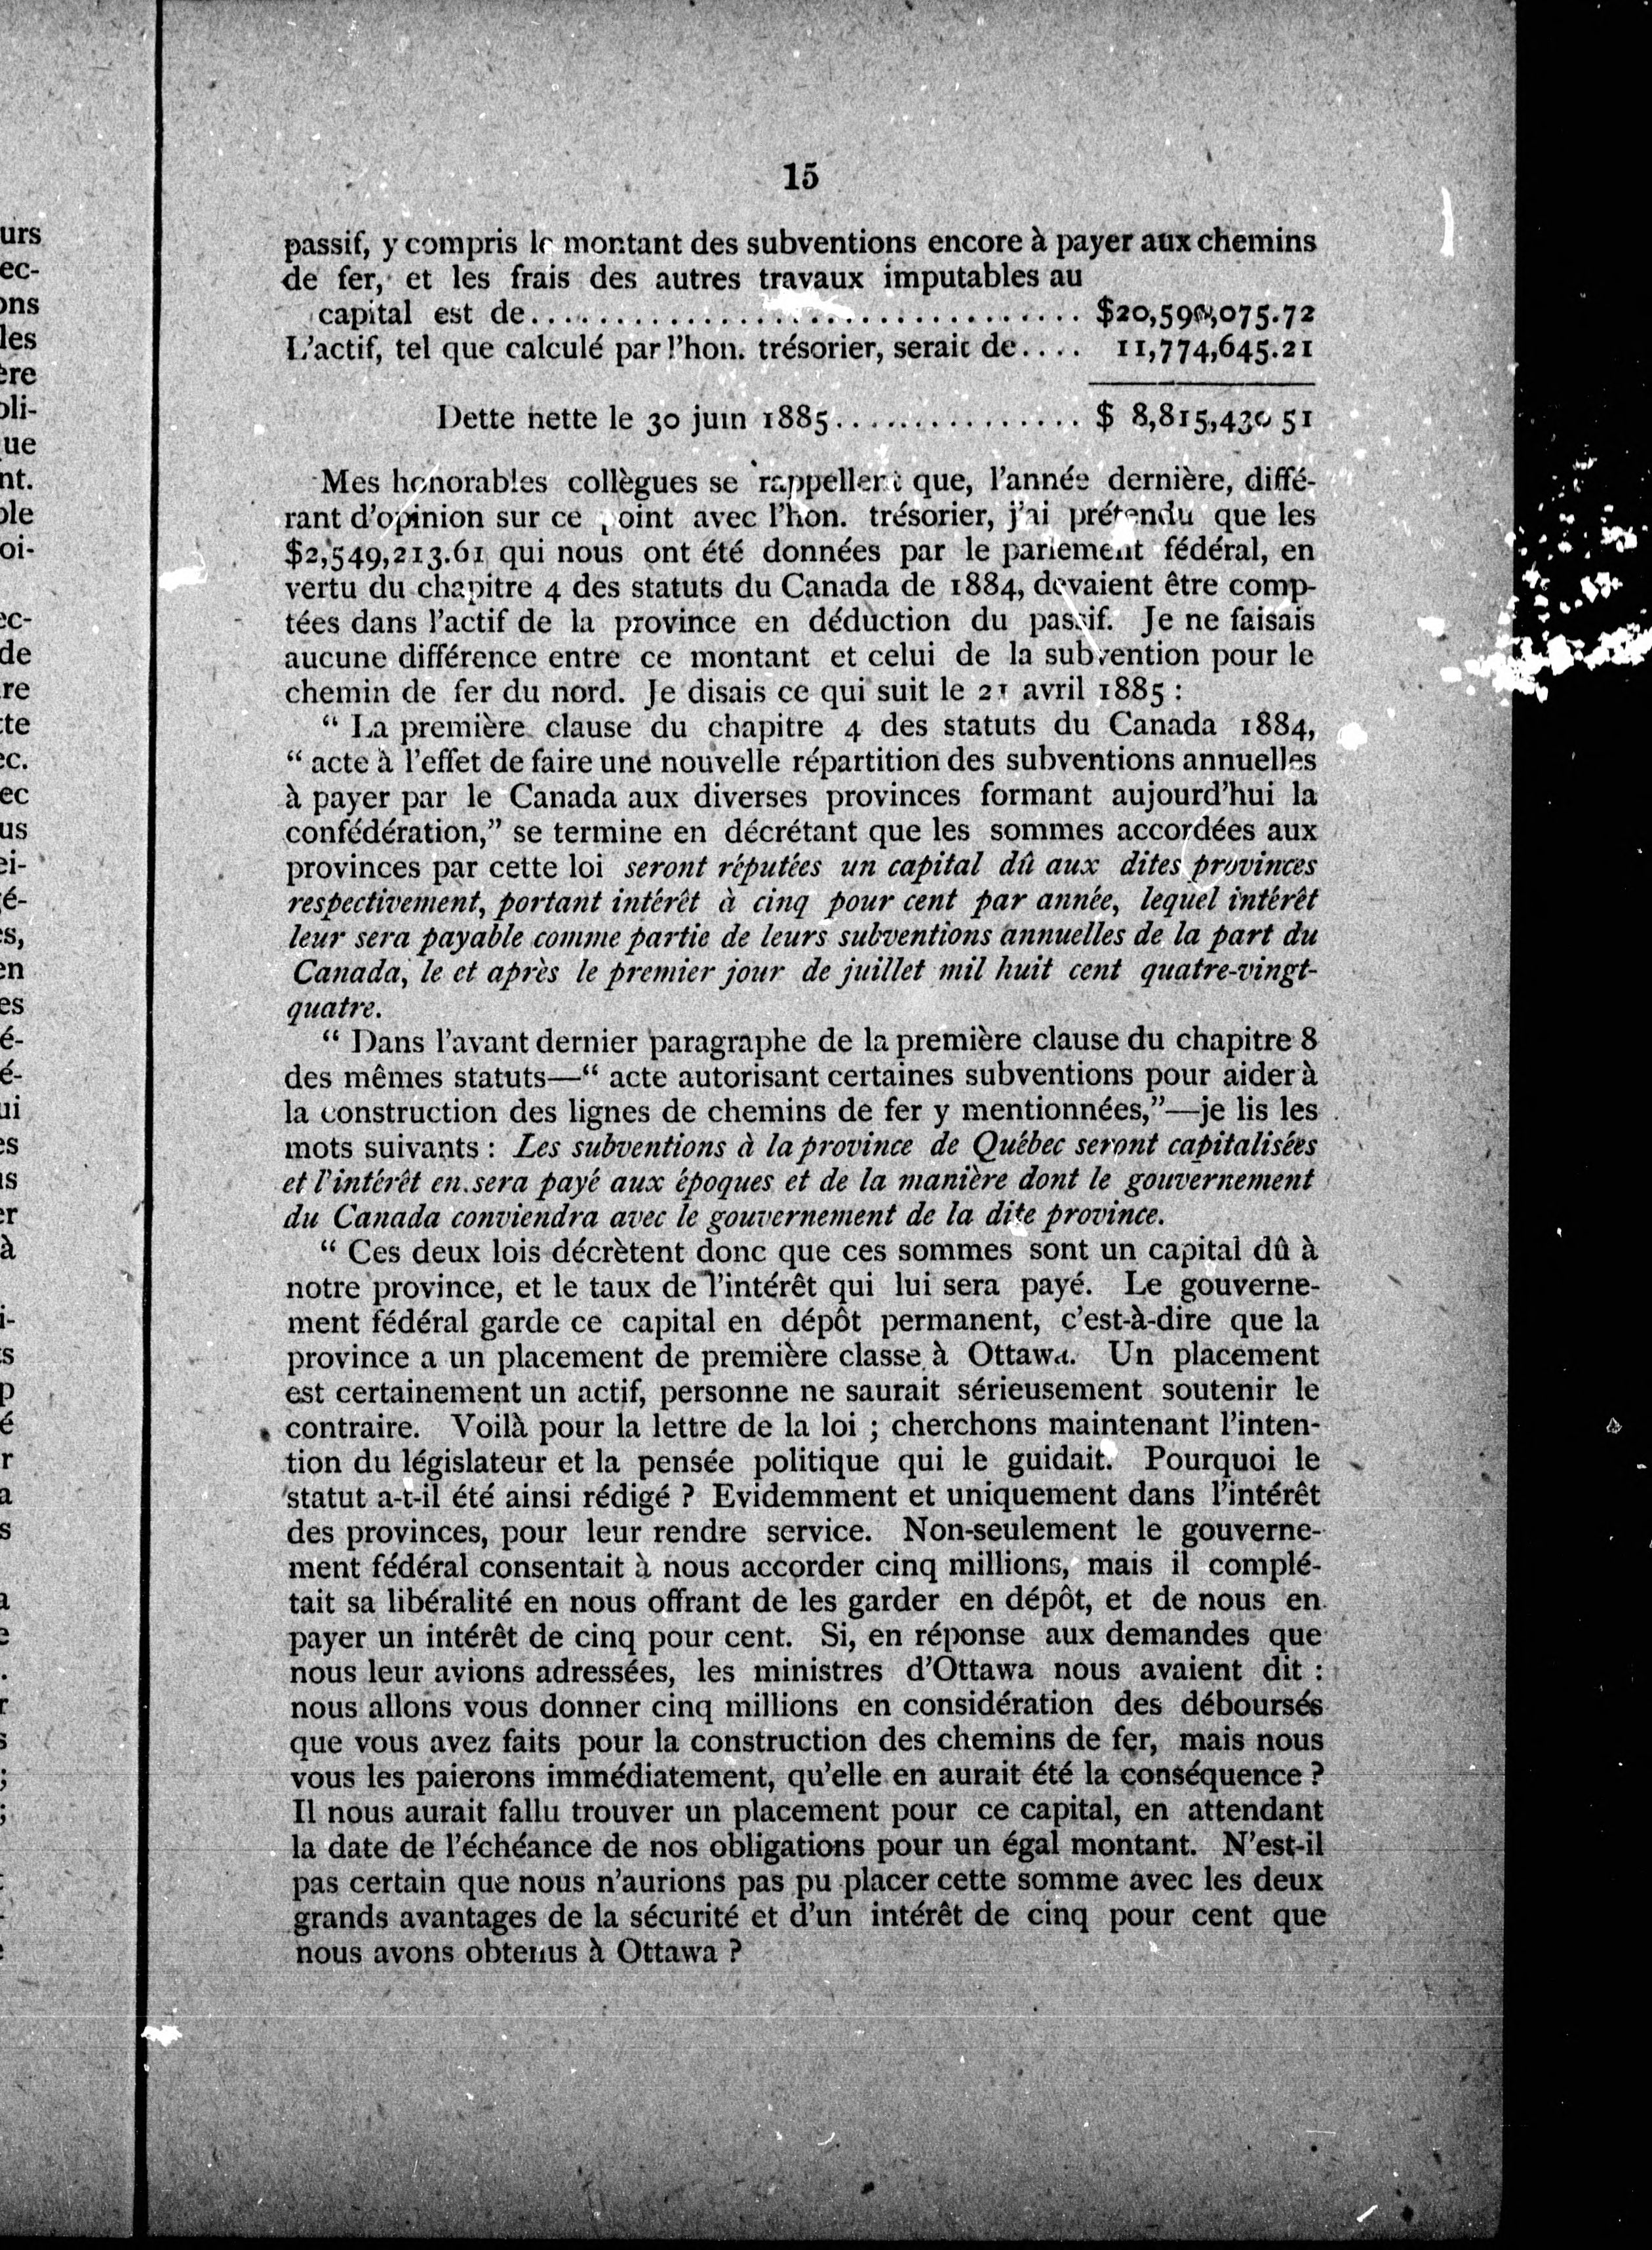 15
passif, y compris le montant des subventions encore à payer aux chemins
de fer, et les frais des autres travaux imputables au
capital est de.............................. $20,590,075.72
L'actif, tel que calculé par l'hon. trésorier, serait de.... 11,774,645.21
Dette nette le 30 juin 1885............... $ 8,815,430 51
Mes honorables collègues se rappellent que, l'année dernière, diffé-
rant d'opinion sur ce point avec l'hon. trésorier, j'ai prétendu que les
$2,549,213.61 qui nous ont été données par le parlement fédéral, en
vertu du chapitre 4 des statuts du Canada de 1884, devaient être comp-
tées dans l'actif de la province en déduction du passif. Je ne faisais
aucune différence entre ce montant et celui de la subvention pour le
chemin de fer du nord. Je disais ce qui suit le 21 avril 1885 :
“ La première clause du chapitre 4 des statuts du Canada 1884,
“ acte à l'effet de faire une nouvelle répartition des subventions annuelles
à payer par le Canada aux diverses provinces formant aujourd'hui la
confédération,” se termine en décrétant que les sommes accordées aux
provinces par cette loi seront réputées un capital dû aux dites provinces
respectivement, portant intérêt à cinq pour cent par année, lequel intérêt
leur sera payable comme partie de leurs subventions annuelles de la part du
Canada, le et après le premier jour de juillet mil huit cent quatre-vingt-
quatre.
“ Dans l'avant dernier paragraphe de la première clause du chapitre 8
des mêmes statuts—“ acte autorisant certaines subventions pour aider à
la construction des lignes de chemins de fer y mentionnées,”—je lis les
mots suivants : Les subventions à la province de Québec seront capitalisées
et l'intérêt en sera payé aux époques et de la manière dont le gouvernement
du Canada conviendra avec le gouvernement de la dite province.
“ Ces deux lois décrètent donc que ces sommes sont un capital dû à
notre province, et le taux de l'intérêt qui lui sera payé. Le gouverne-
ment fédéral garde ce capital en dépôt permanent, c'est-à-dire que la
province a un placement de première classe à Ottawa. Un placement
est certainement un actif, personne ne saurait sérieusement soutenir le
contraire. Voilà pour la lettre de la loi ; cherchons maintenant l'inten-
tion du législateur et la pensée politique qui le guidait. Pourquoi le
statut a-t-il été ainsi rédigé ? Evidemment et uniquement dans l'intérêt
des provinces, pour leur rendre service. Non-seulement le gouverne-
ment fédéral consentait à nous accorder cinq millions, mais il complé-
tait sa libéralité en nous offrant de les garder en dépôt, et de nous en
payer un intérêt de cinq pour cent. Si, en réponse aux demandes que
nous leur avions adressées, les ministres d'Ottawa nous avaient dit :
nous allons vous donner cinq millions en considération des déboursés
que vous avez faits pour la construction des chemins de fer, mais nous
vous les paierons immédiatement, qu'elle en aurait été la conséquence ?
Il nous aurait fallu trouver un placement pour ce capital, en attendant
la date de l'échéance de nos obligations pour un égal montant. N'est-il
pas certain que nous n'aurions pas pu placer cette somme avec les deux
grands avantages de la sécurité et d'un intérêt de cinq pour cent que
nous avons obtenus à Ottawa ?